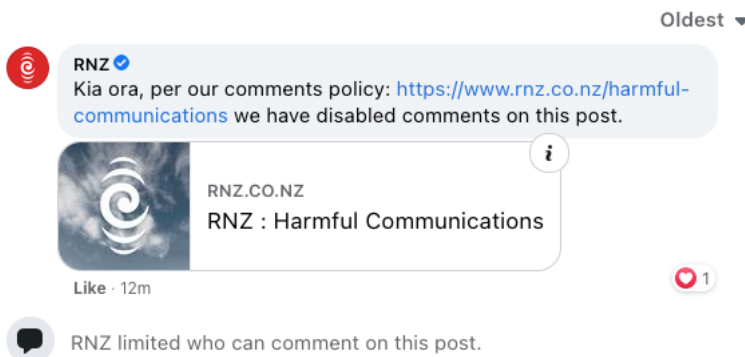 Oldest
RNZ
Kia ora, per our comments policy: https://www.rnz.co.nz/harmful-
communications we have disabled comments on this post.
i
RNZ.CO.NZ
RNZ : Harmful Communications
Like · 12m
1
RNZ limited who can comment on this post.